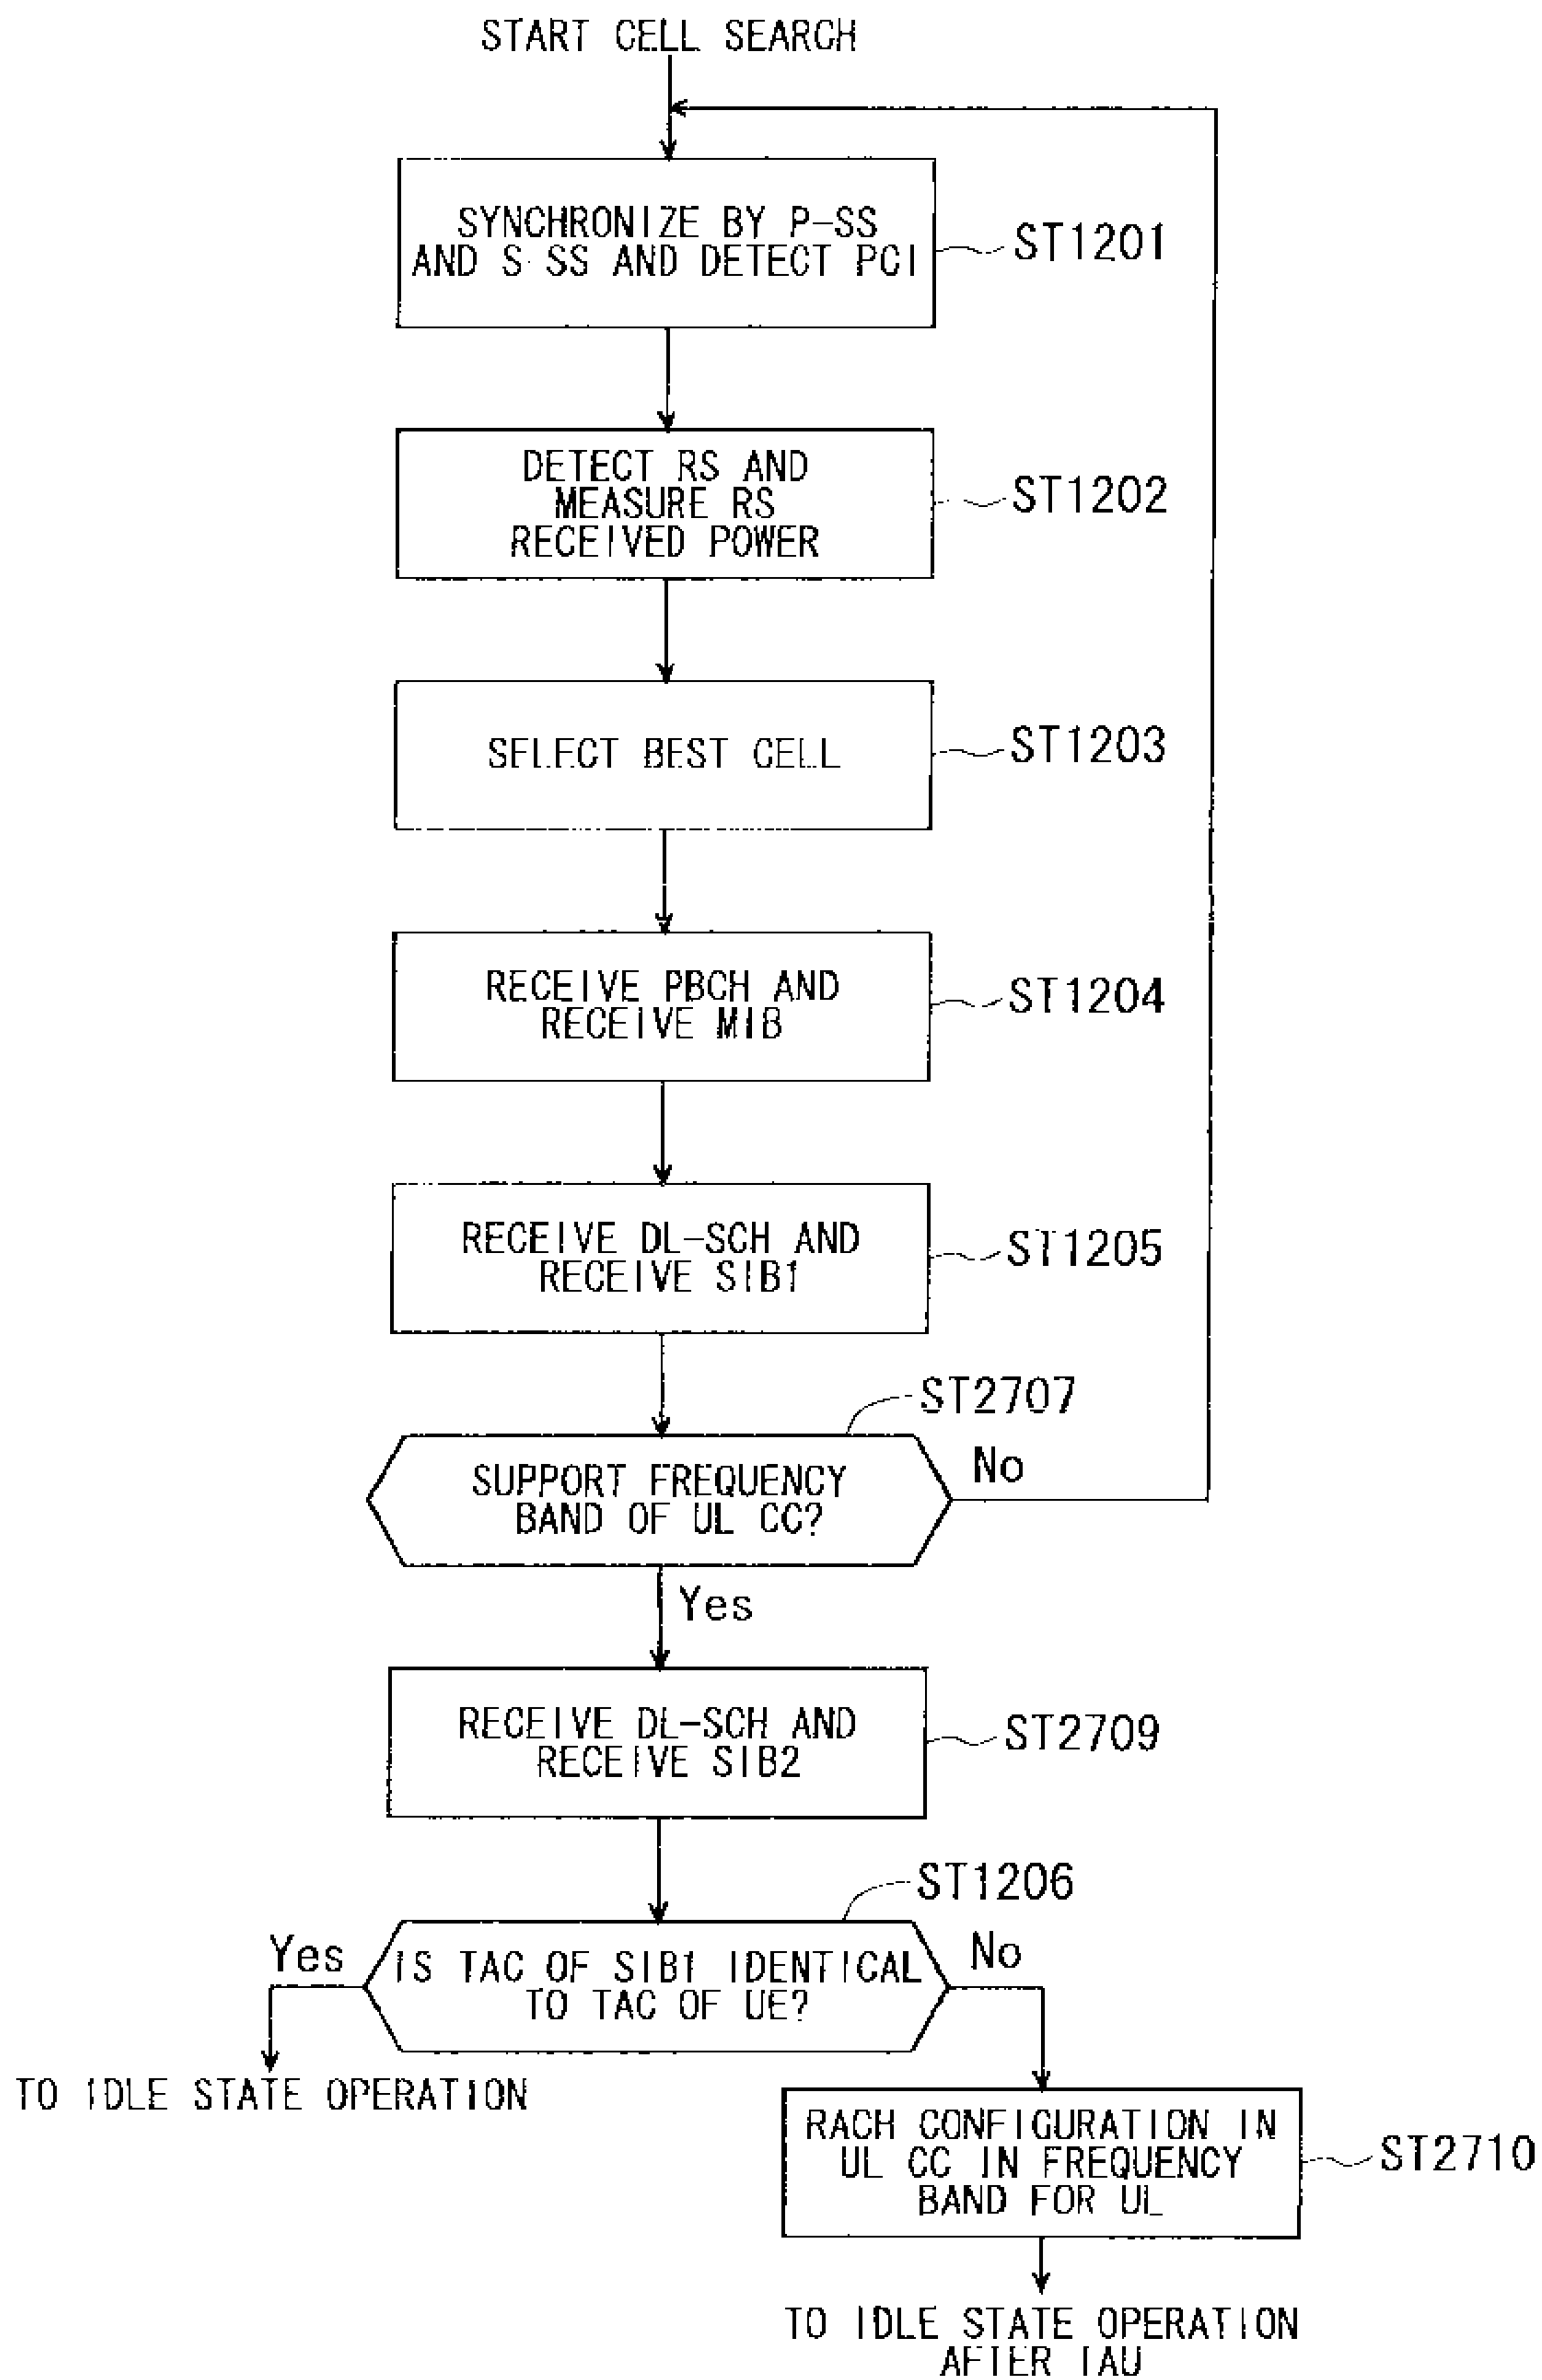 START CELL SEARCH
SYNCHRONIZE BY P-SS
AND S-SS AND DETECT PCI
ST1201
DETECT RS AND
MEASURE RS
RECEIVED POWER
ST1202
SELECT BEST CELL
ST1203
RECEIVE PBCH AND
RECEIVE MIB
ST1204
RECEIVE DL-SCH AND
RECEIVE SIB1
ST1205
ST2707
SUPPORT FREQUENCY
BAND OF UL CC?
No
Yes
RECEIVE DL-SCH AND
RECEIVE SIB2
ST2709
ST1206
Yes
IS TAC OF SIB1 IDENTICAL
TO TAC OF UE?
No
TO IDLE STATE OPERATION
RACH CONFIGURATION IN
UL CC IN FREQUENCY
BAND FOR UL
ST2710
TO IDLE STATE OPERATION
AFTER TAU